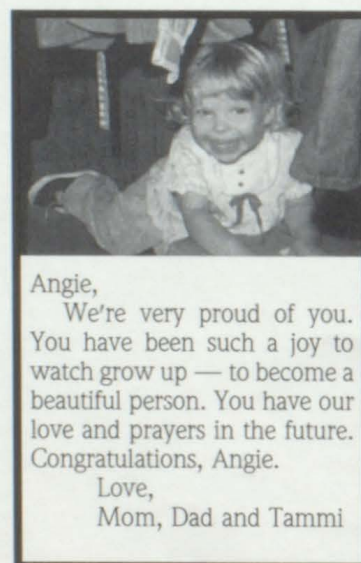 Angie,
We're very proud of you.
You have been such a joy to
watch grow up — to become a
beautiful person. You have our
love and prayers in the future.
Congratulations, Angie.
Love,
Mom, Dad and Tammi